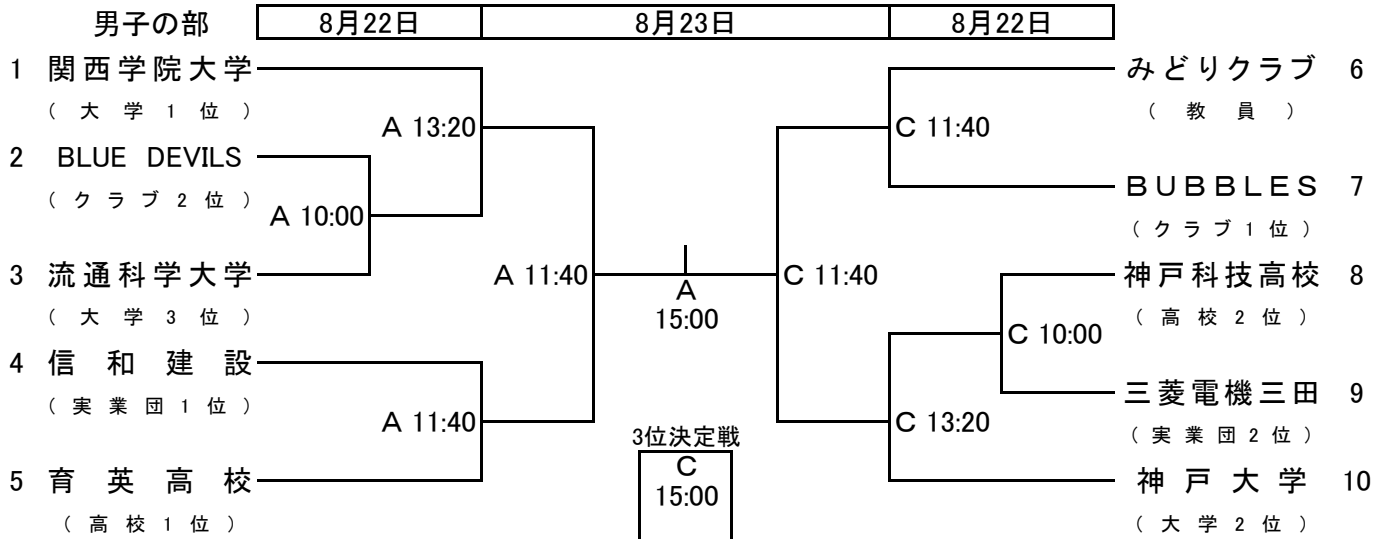 男子の部 8月22日 8月23日 8月22日
1 関西学院大学
(大学1位)
A 13:20
2 BLUE DEVILS
(クラブ2位)
A 10:00
3 流通科学大学
(大学3位)
A 11:40
4 信和建設
(実業団1位)
A 11:40
5 育英高校
(高校1位)
A
15:00
3位決定戦
C
15:00
みどりクラブ 6
(教員)
C 11:40
BUBBLES 7
(クラブ1位)
C 11:40
神戸科技高校 8
(高校2位)
C 10:00
三菱電機三田 9
(実業団2位)
C 13:20
神戸大学 10
(大学2位)